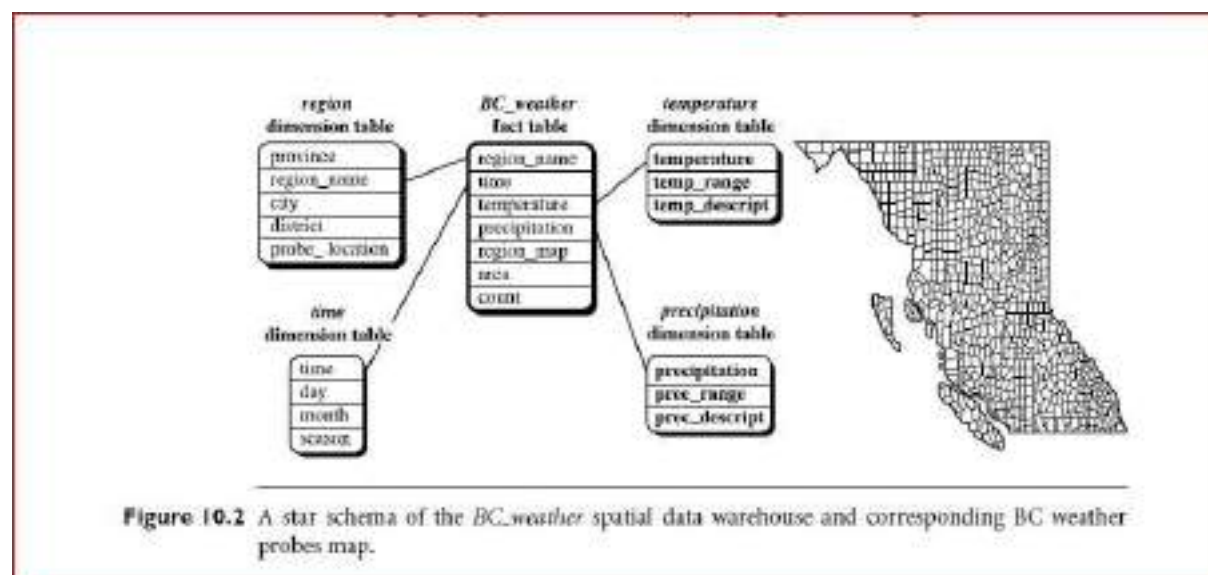 region
dimension table
province
region_name
city
district
probe_ location
BC_weather
fact table
region_name
time
temperature
precipitation
region_map
area
count
temperature
dimension table
temperature
temp_range
temp_descript
time
dimension table
time
day
month
season
precipitation
dimension table
precipitation
prec_range
prec_descript
Figure 10.2 A star schema of the BC_weather spatial data warehouse and corresponding BC weather
probes map.